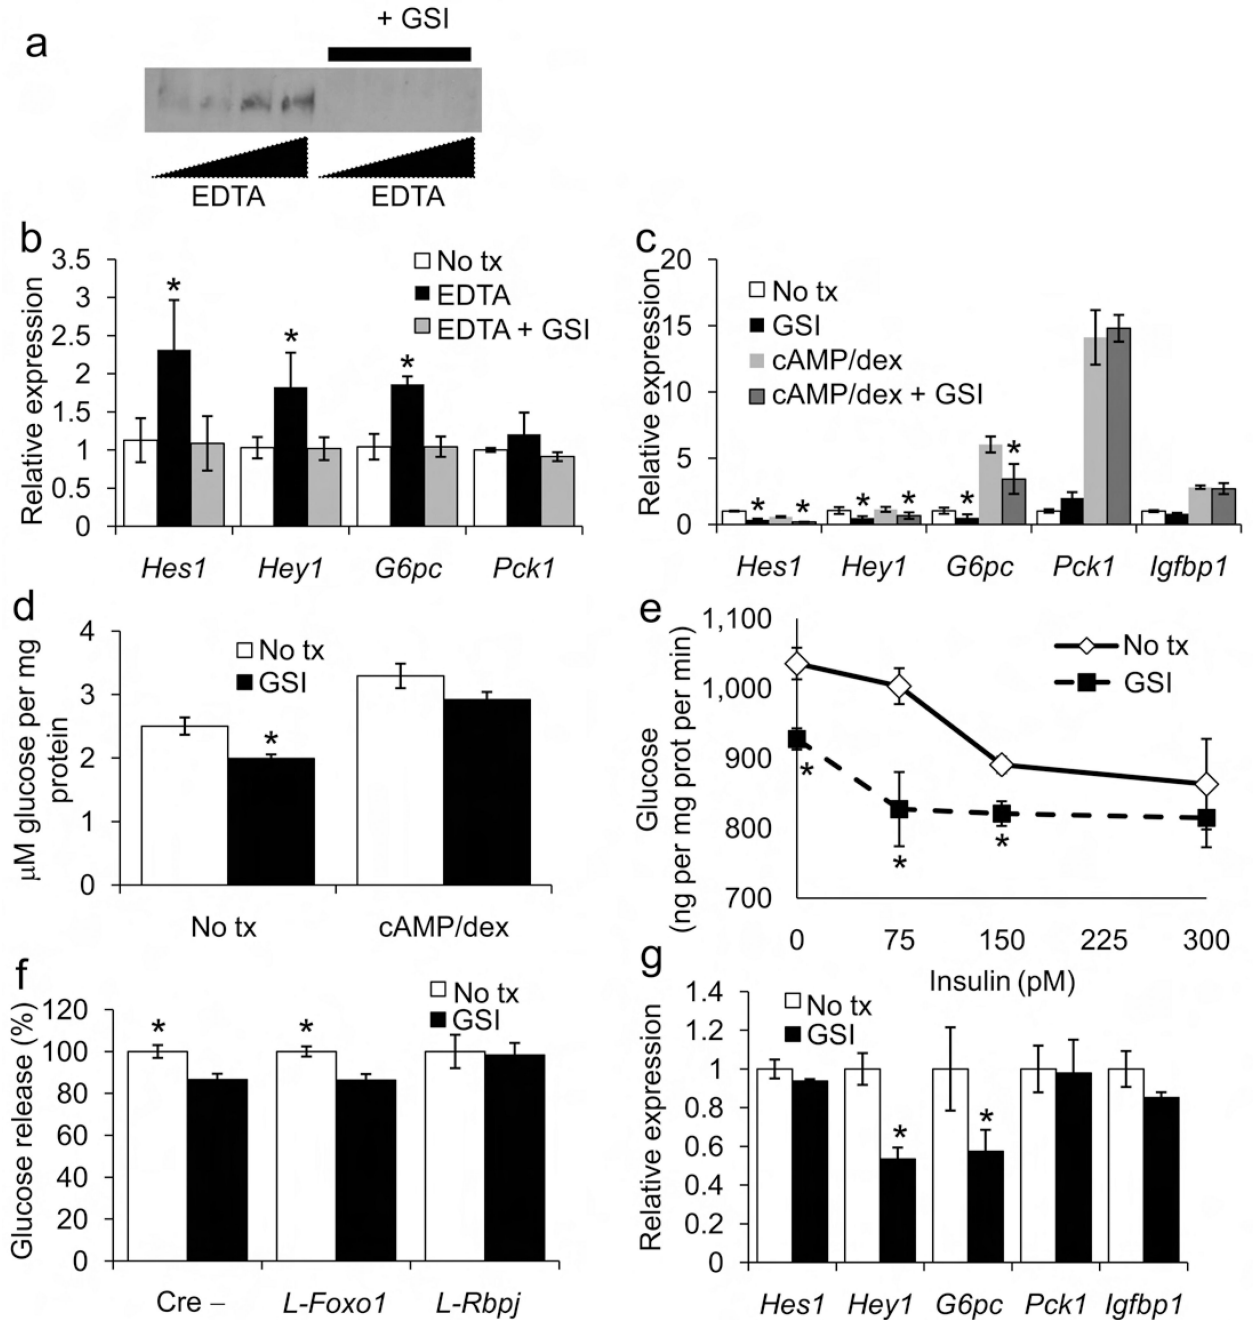 a
+ GSI
EDTA
EDTA
b
Relative expression
3.5
3
2.5
2
1.5
1
0.5
0
No tx
EDTA
EDTA + GSI
*
*
*
Hes1
Hey1
G6pc
Pck1
c
Relative expression
20
15
10
5
0
No tx
GSI
cAMP/dex
cAMP/dex + GSI
*
*
*
*
*
*
Hes1
Hey1
G6pc
Pck1
Igfbp1
d
μM glucose per mg
protein
4
3
2
1
0
No tx
GSI
*
No tx
cAMP/dex
e
Glucose
(ng per mg prot per min)
1,100
1,000
900
800
700
No tx
GSI
*
*
*
0
75
150
225
300
Insulin (pM)
f
Glucose release (%)
120
100
80
60
40
20
0
No tx
GSI
*
*
Cre –
L-Foxo1
L-Rbpj
g
Relative expression
1.4
1.2
1
0.8
0.6
0.4
0.2
0
No tx
GSI
*
*
Hes1
Hey1
G6pc
Pck1
Igfbp1